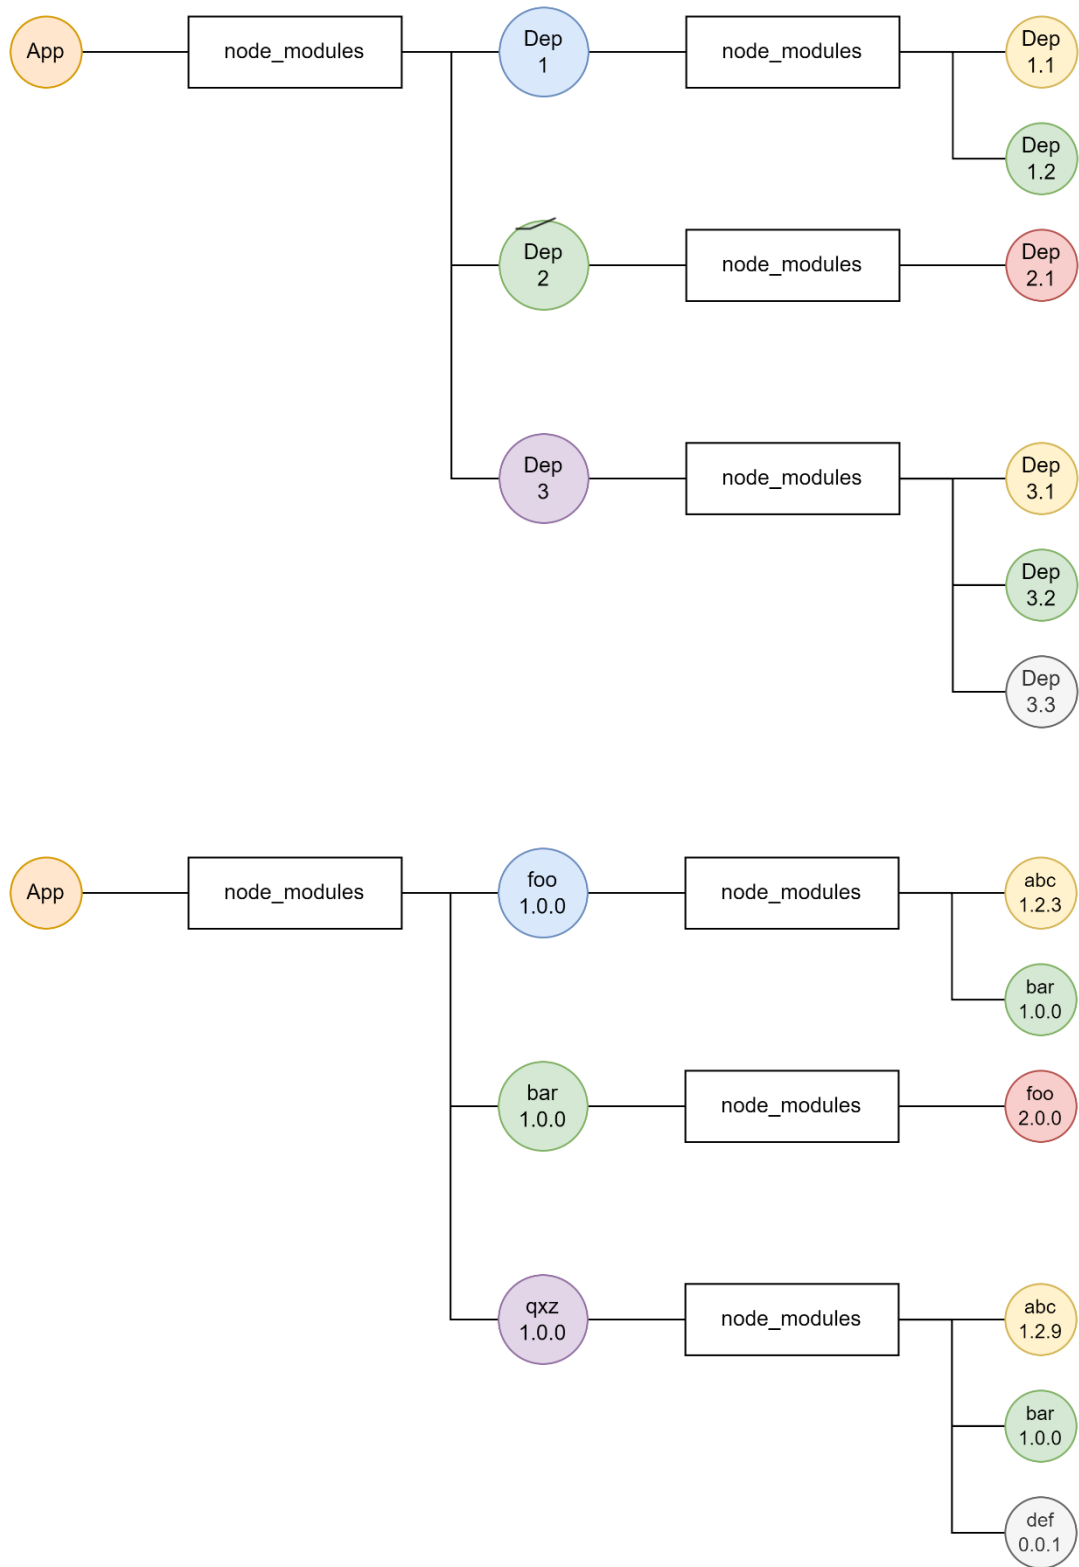 App
node_modules
Dep
1
node_modules
Dep
1.1
Dep
1.2
Dep
2
node_modules
Dep
2.1
Dep
3
node_modules
Dep
3.1
Dep
3.2
Dep
3.3
App
node_modules
foo
1.0.0
node_modules
abc
1.2.3
bar
1.0.0
bar
1.0.0
node_modules
foo
2.0.0
qxz
1.0.0
node_modules
abc
1.2.9
bar
1.0.0
def
0.0.1